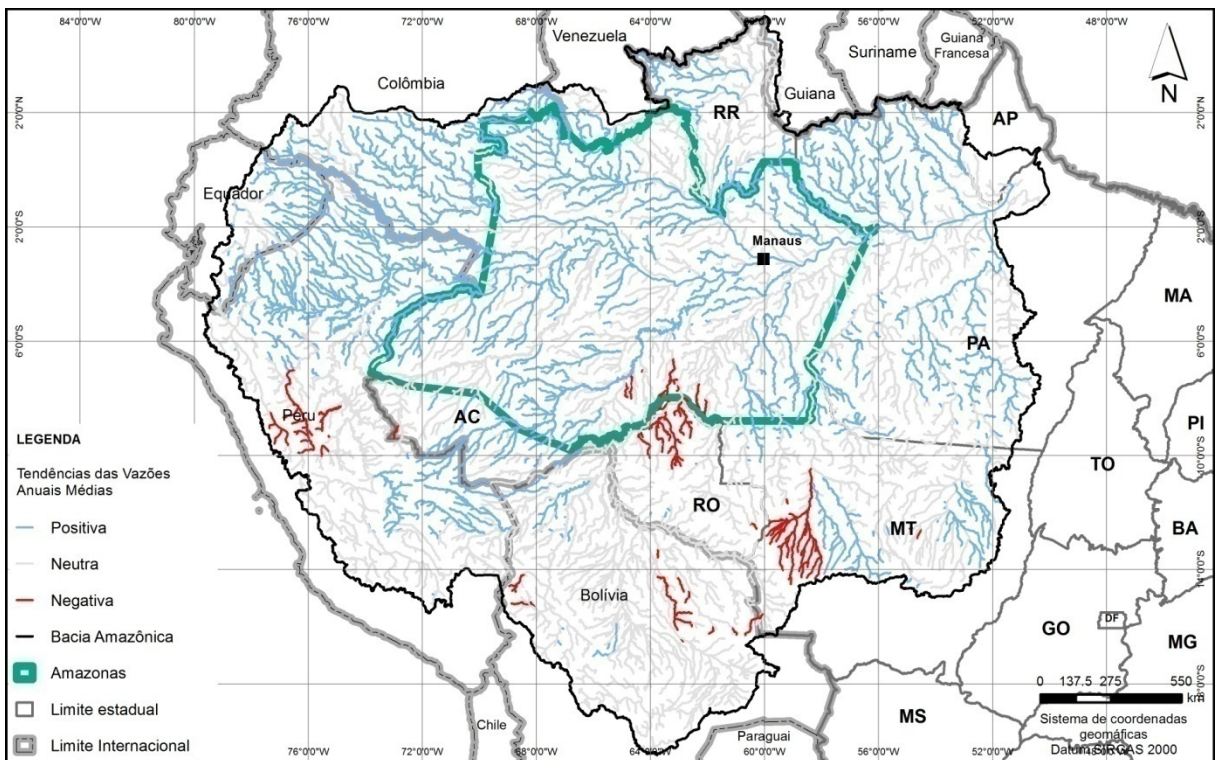 84°0'0"W
80°0'0"W
76°0'0"W
72°0'0"W
68°0'0"W
64°0'0"W
60°0'0"W
56°0'0"W
52°0'0"W
48°0'0"W
Venezuela
Suriname
Guiana
Francesa
Colômbia
Guiana
N
RR
AP
2°0'0"N
2°0'0"N
Equador
2°0'0"S
2°0'0"S
Manaus
MA
6°0'0"S
6°0'0"S
PA
Peru
AC
PI
LEGENDA
TO
Tendências das Vazões
Anuais Médias
Positiva
RO
MT
BA
Neutra
Negativa
Bolívia
Bacia Amazônica
GO
DF
MG
Amazonas
0 137.5 275 550
km
Limite estadual
MS
Sistema de coordenadas
geomáficas
Datum SIRGAS 2000
Chile
Paraguai
Limite Internacional
76°0'0"W
72°0'0"W
68°0'0"W
64°0'0"W
60°0'0"W
56°0'0"W
52°0'0"W